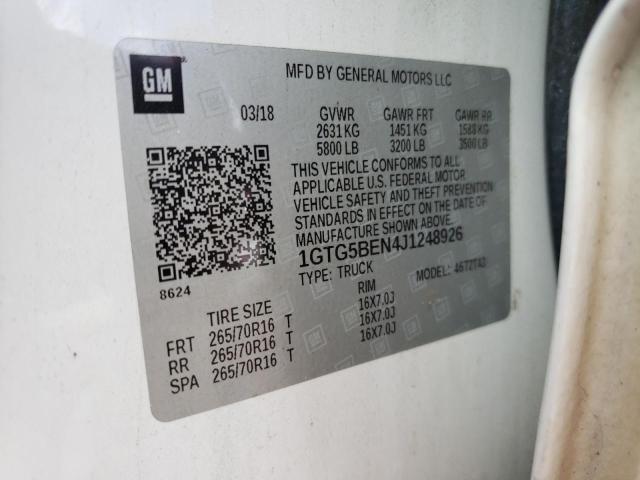 GM
MFD BY GENERAL MOTORS LLC
03/18 GVWR GAWR FRT GAWR RR
2631 KG 1451 KG 1588 KG
5800 LB 3200 LB 3500 LB
THIS VEHICLE CONFORMS TO ALL
APPLICABLE U.S. FEDERAL MOTOR
VEHICLE SAFETY AND THEFT PREVENTION
STANDARDS IN EFFECT ON THE DATE OF
MANUFACTURE SHOWN ABOVE.
1GTG5BEN4J1248926
TYPE: TRUCK MODEL: 46T2T43
8624
TIRE SIZE RIM
FRT 265/70R16 T 16X7.0J
RR 265/70R16 T 16X7.0J
SPA 265/70R16 T 16X7.0J